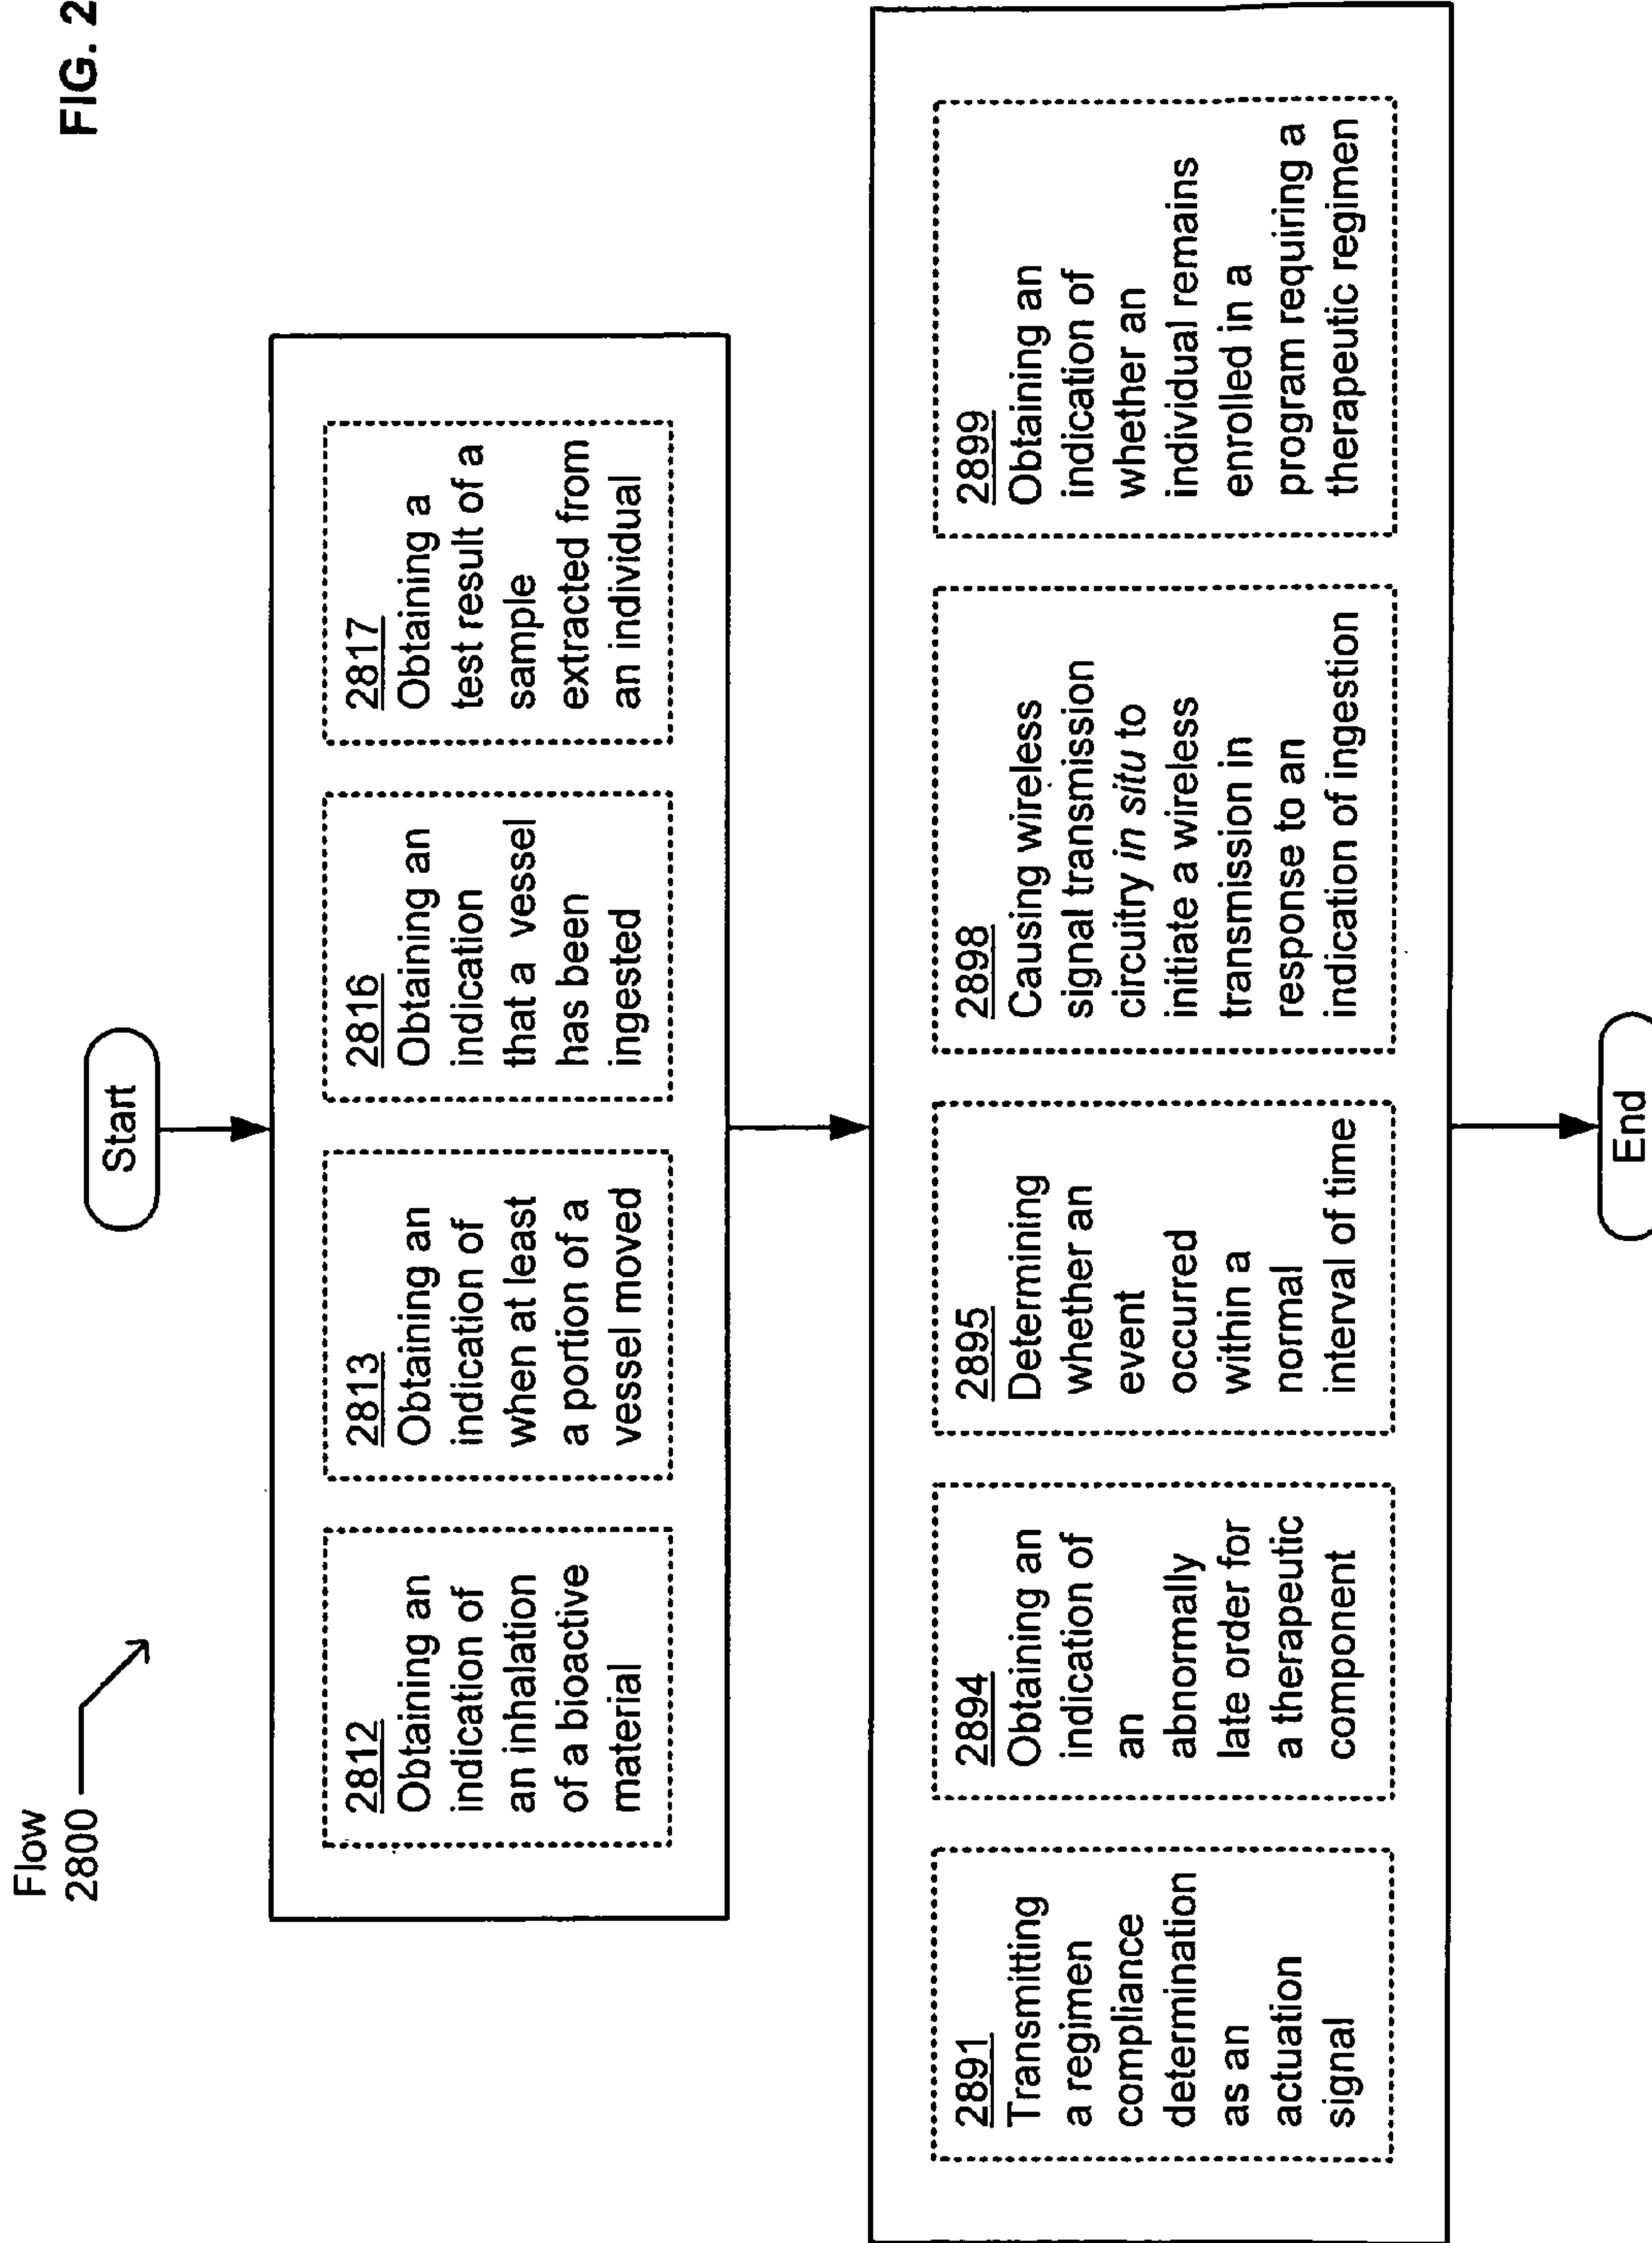 FIG. 2
Flow
2800
Start
2812
Obtaining an
indication of
an inhalation
of a bioactive
material
2813
Obtaining an
indication of
when at least
a portion of a
vessel moved
2816
Obtaining an
indication
that a vessel
has been
ingested
2817
Obtaining a
test result of a
sample
extracted from
an individual
2891
Transmitting
a regimen
compliance
determination
as an
actuation
signal
2894
Obtaining an
indication of
an
abnormally
late order for
a therapeutic
component
2895
Determining
whether an
event
occurred
within a
normal
interval of time
2898
Causing wireless
signal transmission
circuitry in situ to
initiate a wireless
transmission in
response to an
indication of ingestion
2899
Obtaining an
indication of
whether an
individual remains
enrolled in a
program requiring a
therapeutic regimen
End